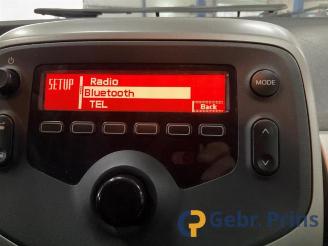 SETUP
Radio
Bluetooth
TEL
Back
MODE
Gebr. Prins